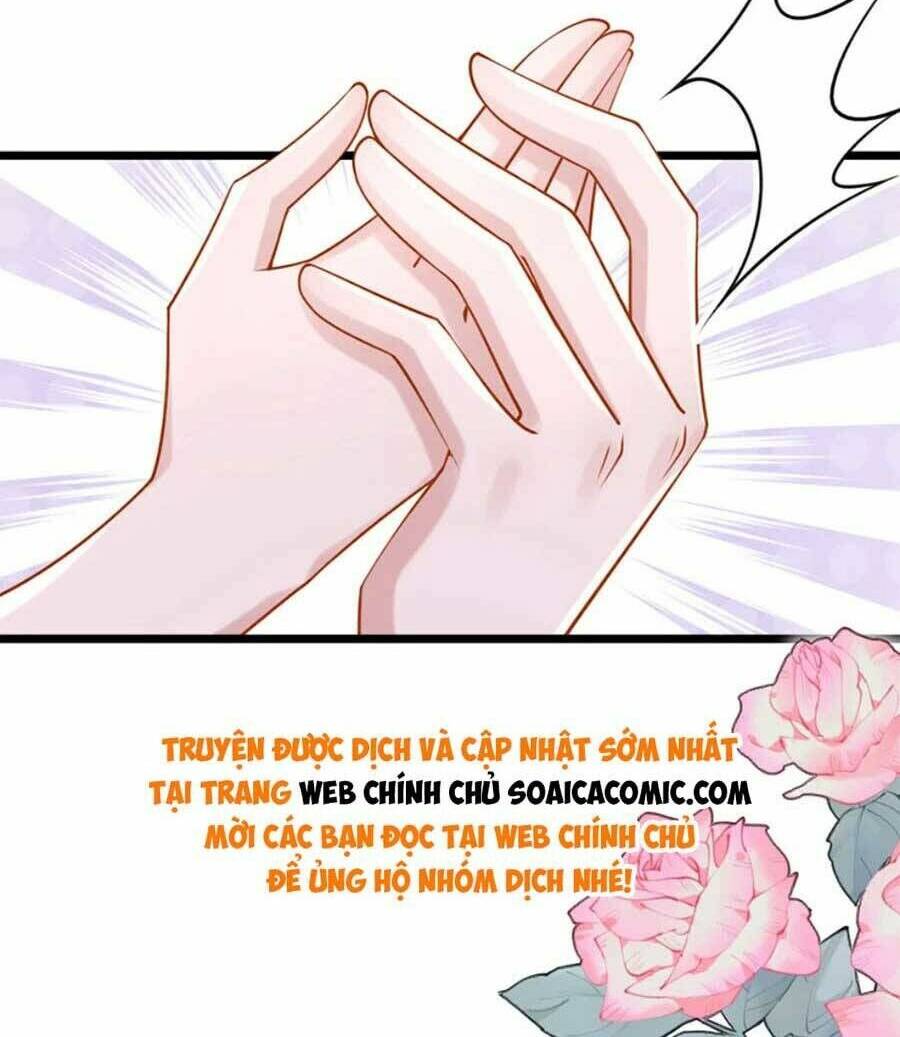 TRUYỆN ĐƯỢC DỊCH VÀ CẬP NHẬT SỚM NHẤT
TẠI TRANG WEB CHÍNH CHỦ SOAICACOMIC.COM
MỜI CÁC BẠN ĐỌC TẠI WEB CHÍNH CHỦ
ĐỂ ỦNG HỘ NHÓM DỊCH NHÉ!